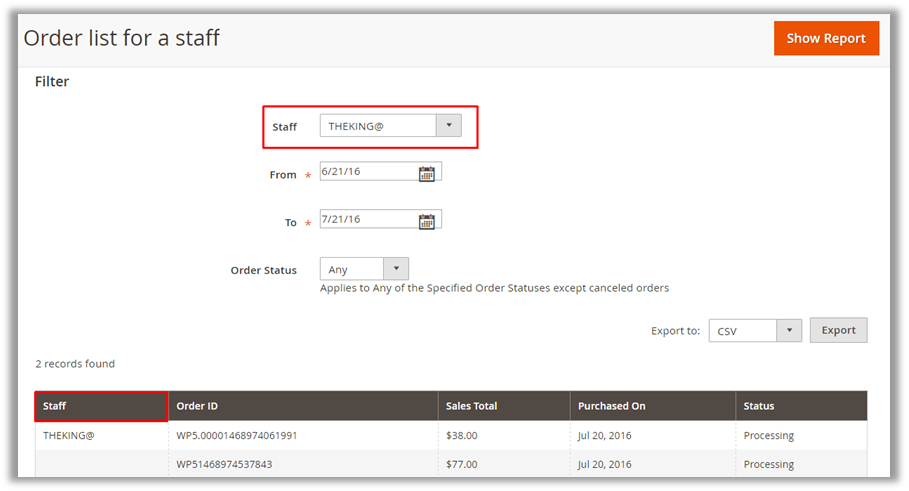 Order list for a staff
Show Report
Filter
Staff THEKING@
From * 6/21/16
To * 7/21/16
Order Status Any
Applies to Any of the Specified Order Statuses except canceled orders
Export to: CSV Export
2 records found
Staff Order ID Sales Total Purchased On Status
THEKING@ WP5.00001468974061991 $38.00 Jul 20, 2016 Processing
WP51468974537843 $77.00 Jul 20, 2016 Processing